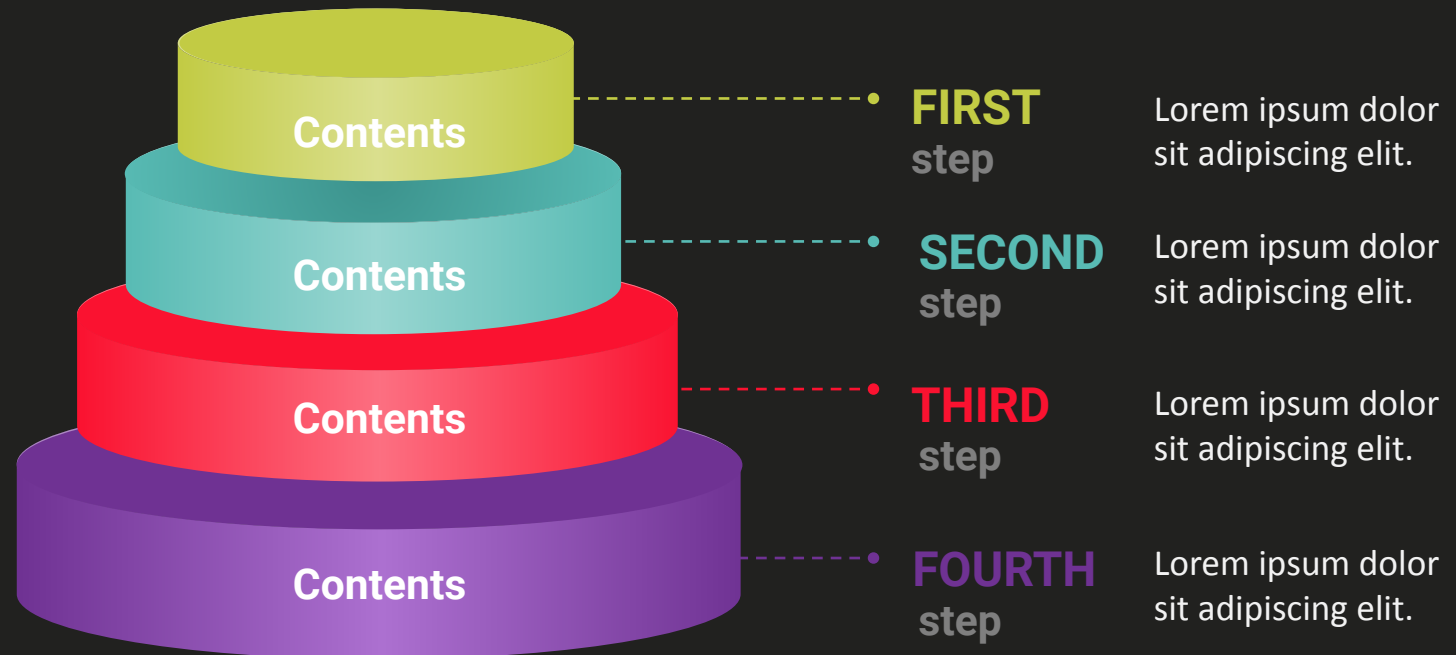 Contents
FIRST
step
Lorem ipsum dolor
sit adipiscing elit.
Contents
SECOND
step
Lorem ipsum dolor
sit adipiscing elit.
Contents
THIRD
step
Lorem ipsum dolor
sit adipiscing elit.
Contents
FOURTH
step
Lorem ipsum dolor
sit adipiscing elit.